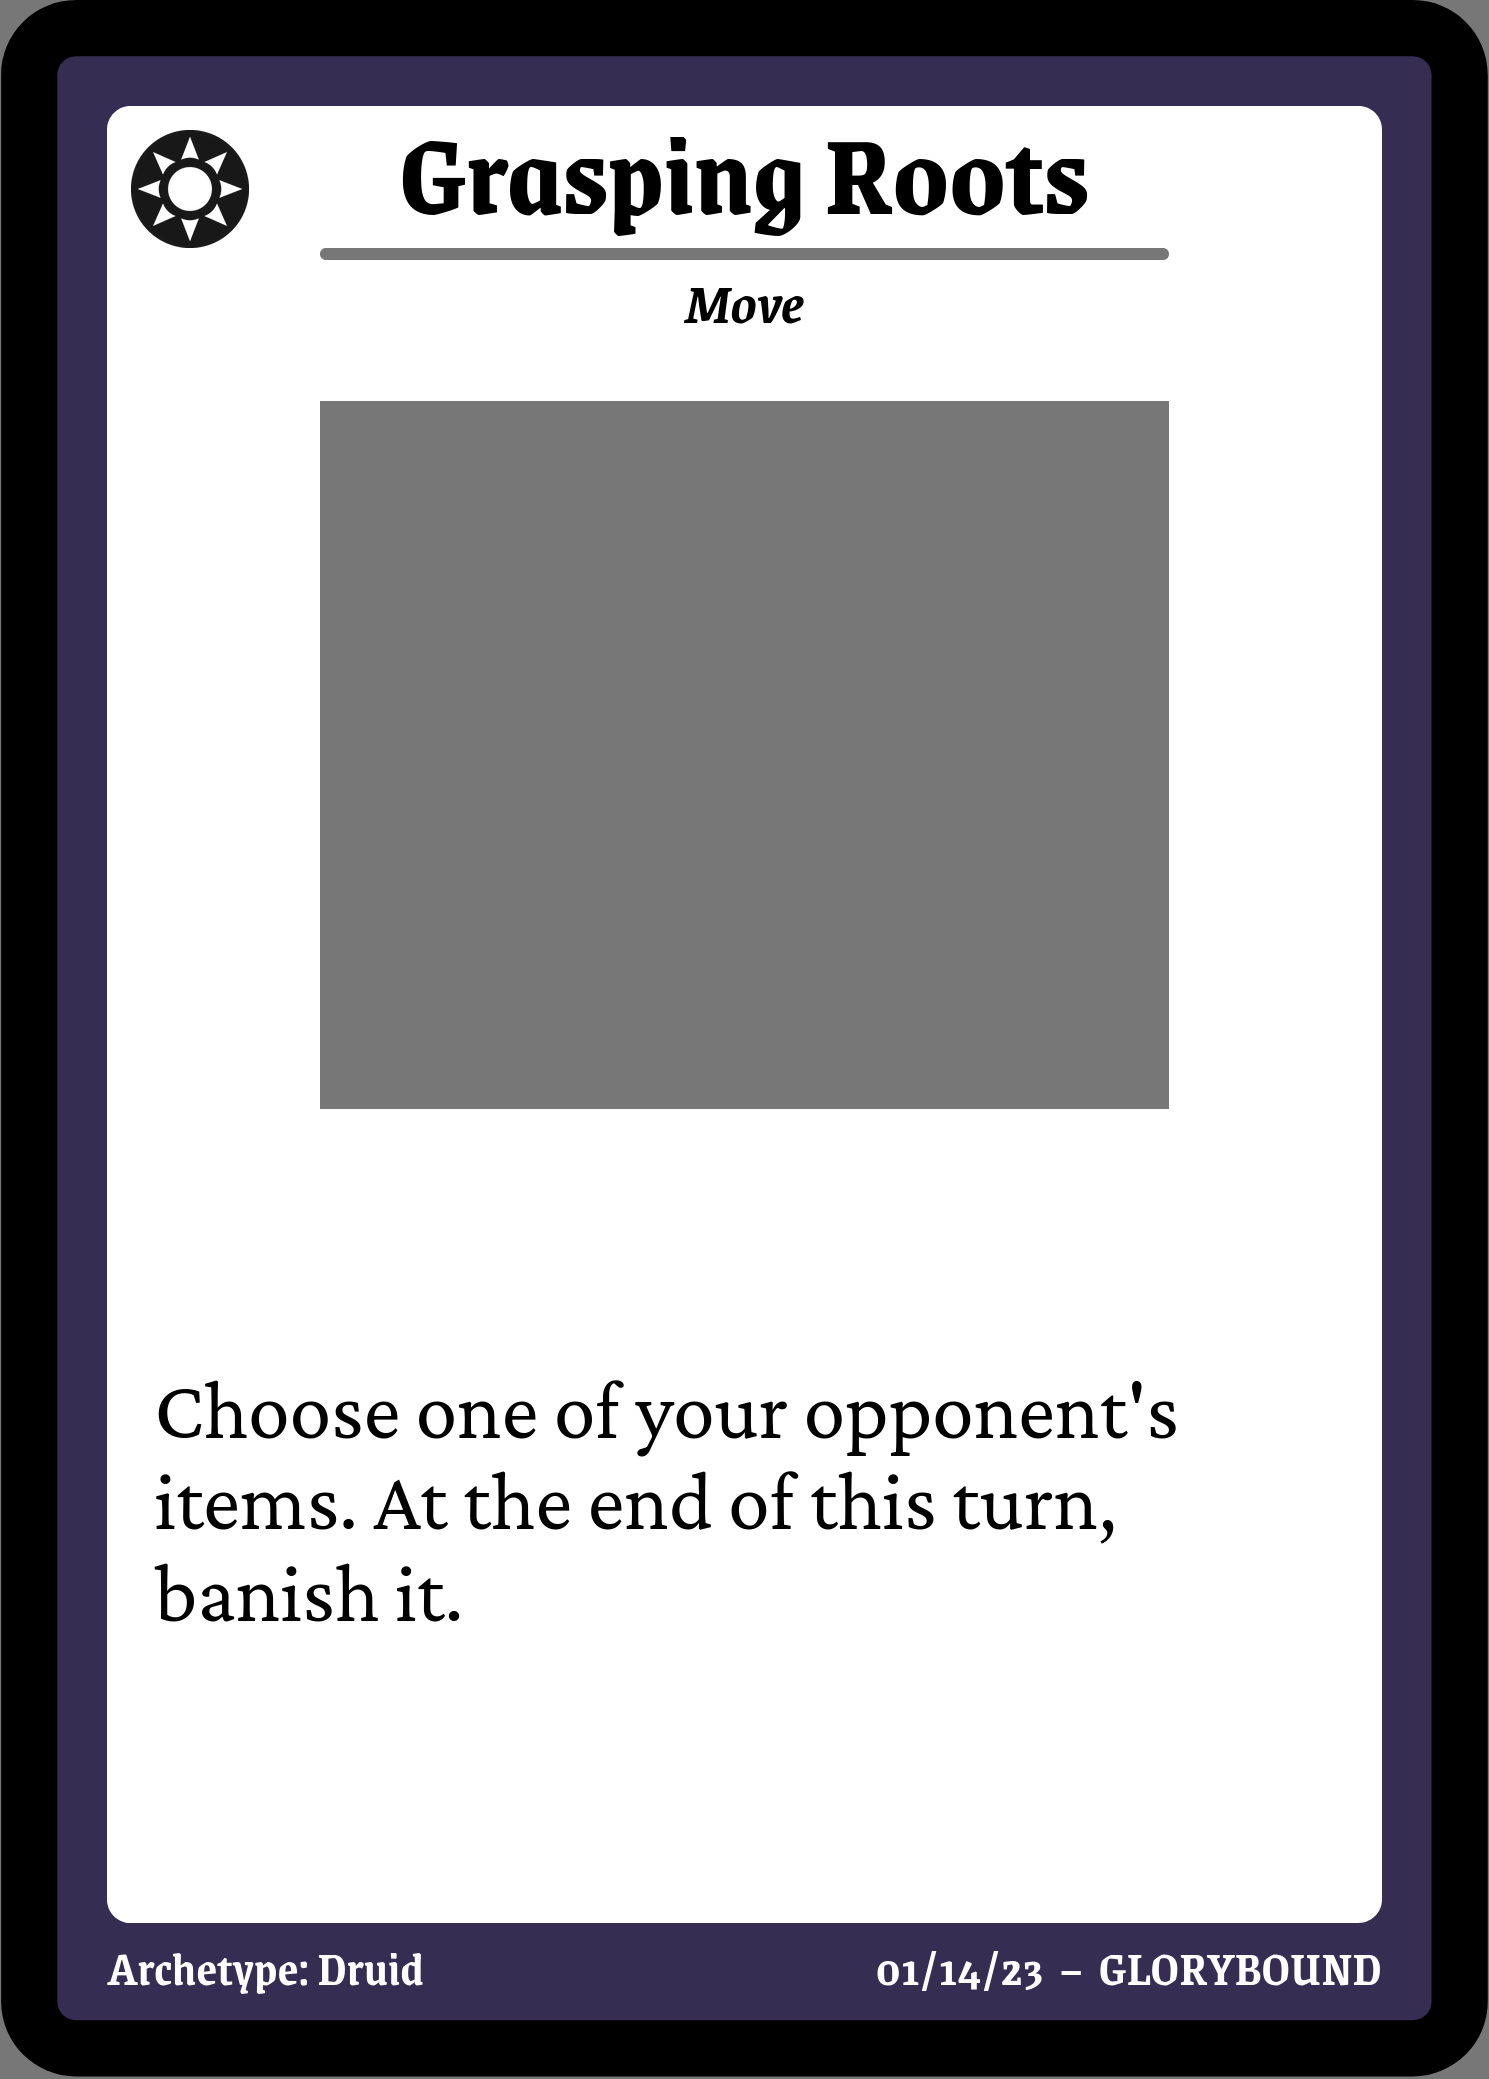 Grasping Roots
Move
Choose one of your opponent's
items. At the end of this turn,
banish it.
Archetype: Druid
01/14/23 – GLORYBOUND